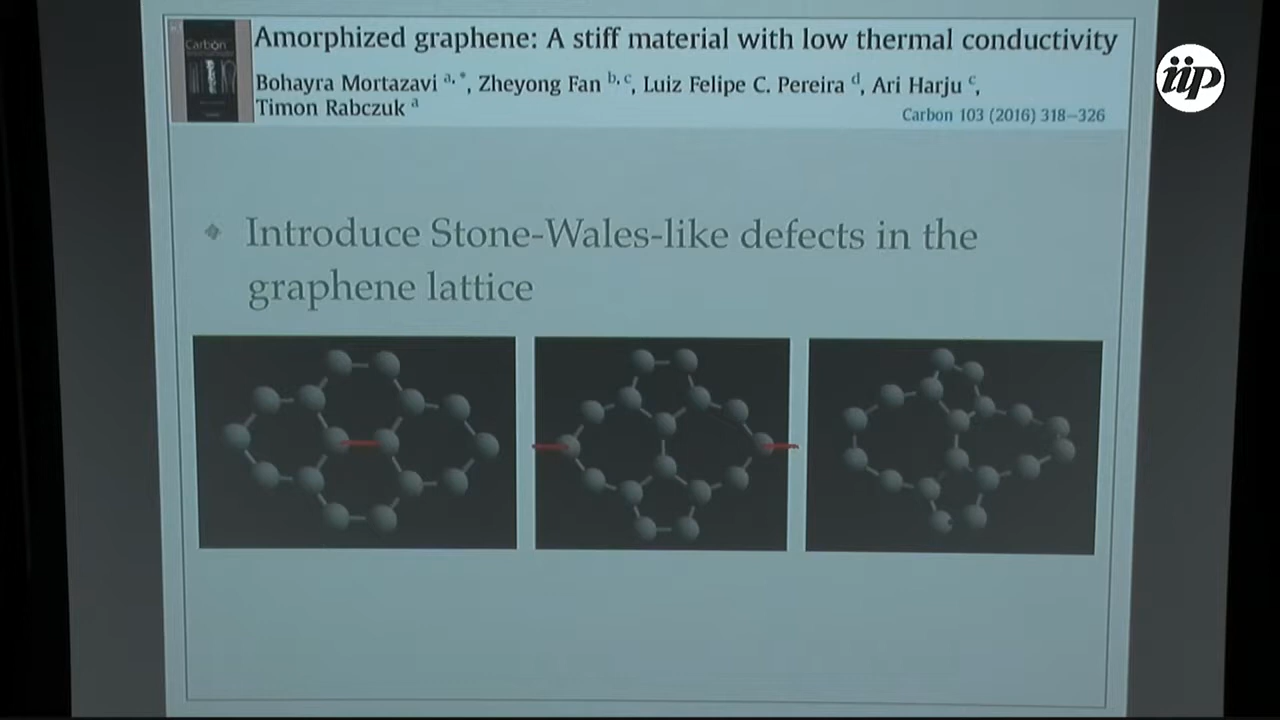 Carbon
Amorphized graphene: A stiff material with low thermal conductivity
Bohayra Mortazavi a, *, Zheyong Fan b, c, Luiz Felipe C. Pereira d, Ari Harju c,
Timon Rabczuk a
Carbon 103 (2016) 318–326
iip
Introduce Stone-Wales-like defects in the
graphene lattice